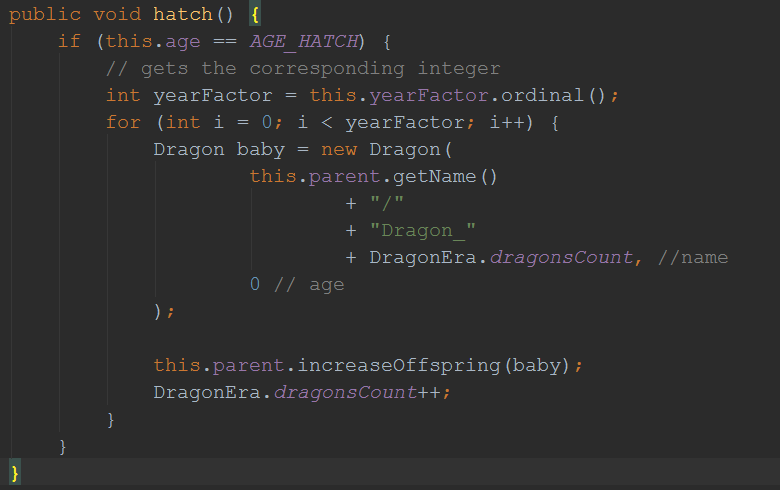 public void hatch() {
    if (this.age == AGE_HATCH) {
        // gets the corresponding integer
        int yearFactor = this.yearFactor.ordinal();
        for (int i = 0; i < yearFactor; i++) {
            Dragon baby = new Dragon(
                    this.parent.getName()
                            + "/"
                            + "Dragon_"
                            + DragonEra.dragonsCount, //name
                    0 // age
            );

            this.parent.increaseOffspring(baby);
            DragonEra.dragonsCount++;
        }
    }
}